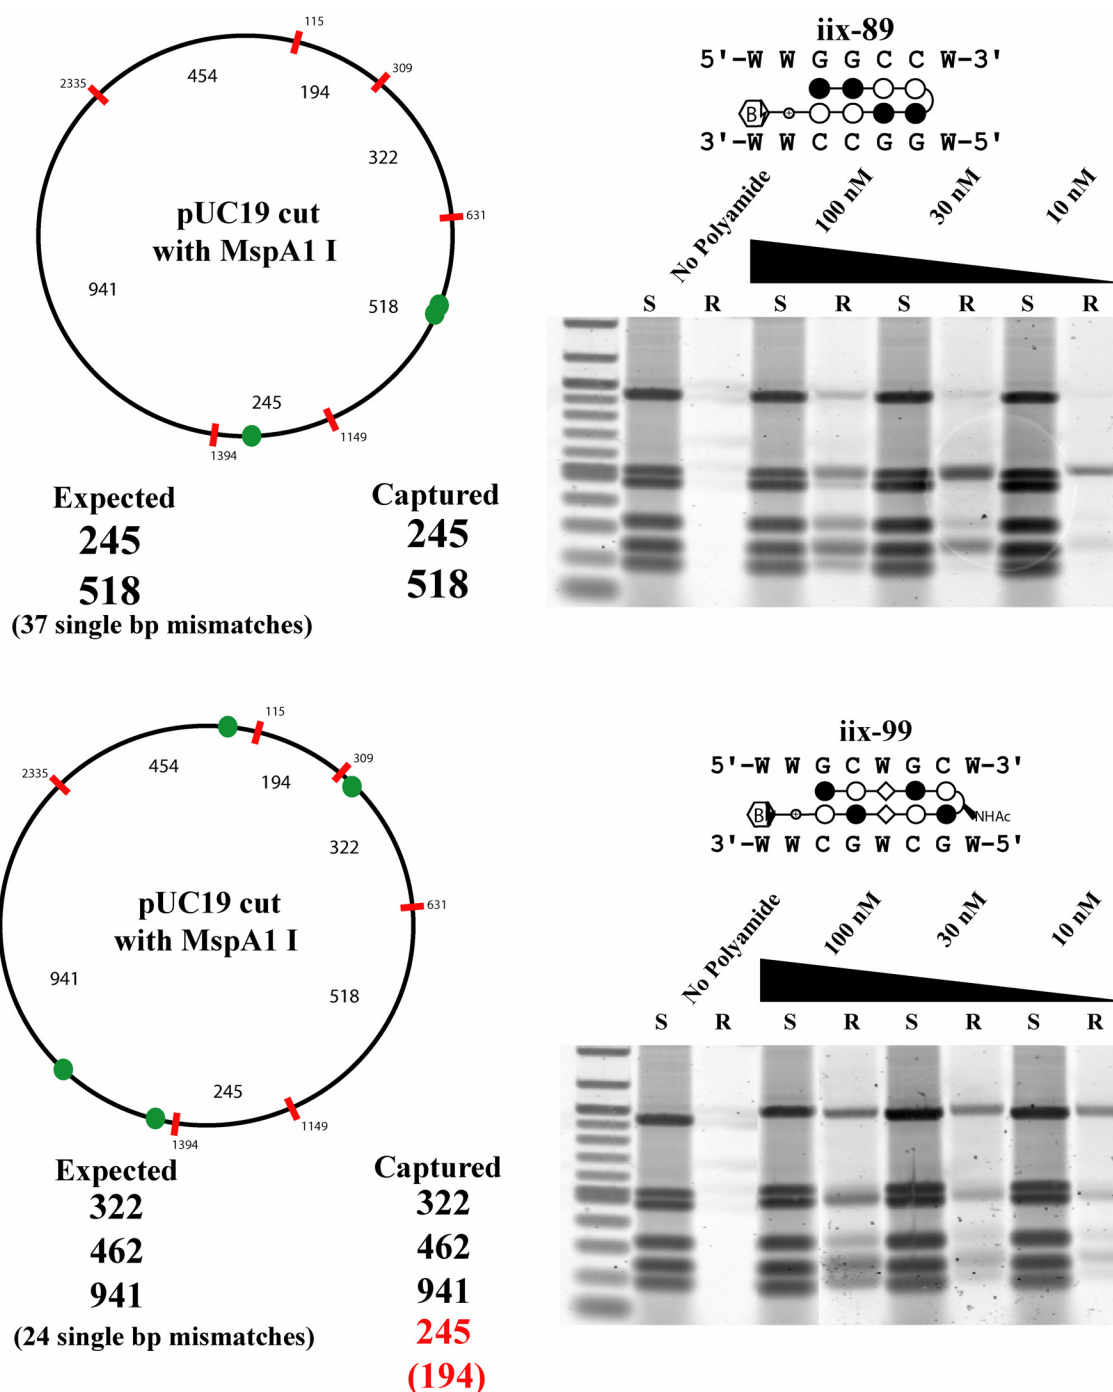 115
309
2335
454
194
322
631
pUC19 cut
with MspA1 I
941
518
245
1149
1394
Expected
245
518
(37 single bp mismatches)
Captured
245
518
iix-89
5'-W W G G C C W-3'
B
+
3'-W W C C G G W-5'
No Polyamide
100 nM
30 nM
10 nM
S R S R S R S R
115
309
2335
454
194
322
631
pUC19 cut
with MspA1 I
941
518
245
1149
1394
Expected
322
462
941
(24 single bp mismatches)
Captured
322
462
941
245
(194)
iix-99
5'-W W G C W G C W-3'
B
+
NHAc
3'-W W C G W C G W-5'
No Polyamide
100 nM
30 nM
10 nM
S R S R S R S R